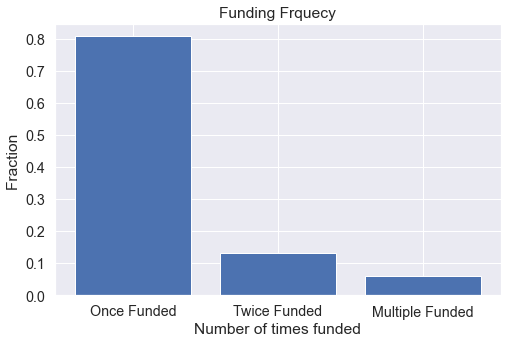 Funding Frquecy
Fraction
0.8
0.7
0.6
0.5
0.4
0.3
0.2
0.1
0.0
Once Funded
Twice Funded
Multiple Funded
Number of times funded